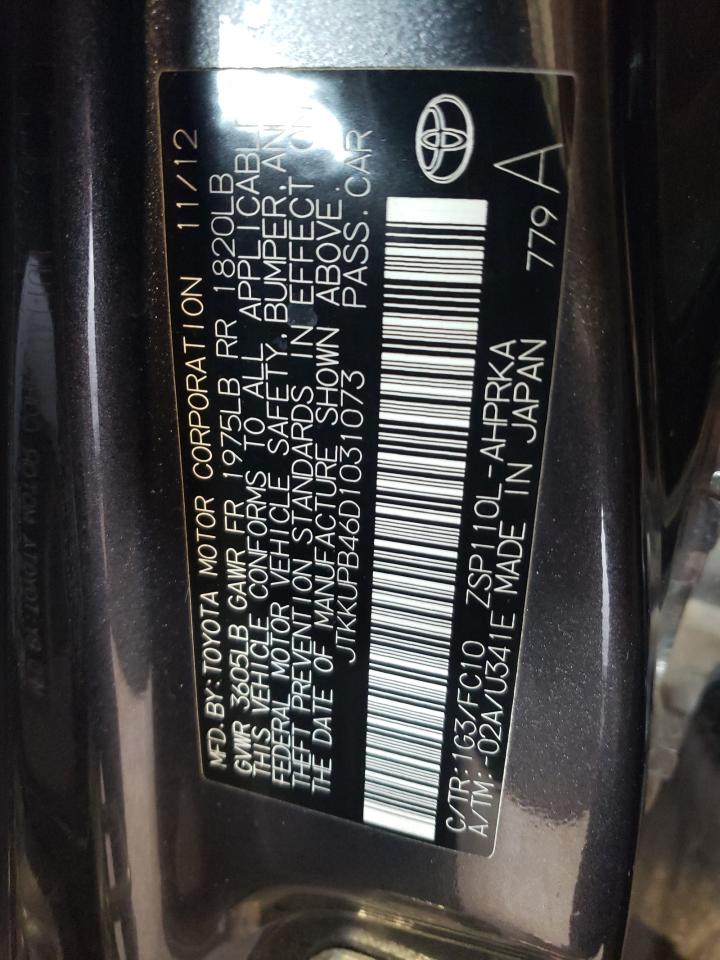 MFD. BY: TOYOTA MOTOR CORPORATION 11/12
GVWR 3605LB GAWR FR 1975LB RR 1820LB
THIS VEHICLE CONFORMS TO ALL APPLICABLE
FEDERAL MOTOR VEHICLE SAFETY, BUMPER, AND
THEFT PREVENTION STANDARDS IN EFFECT ON
THE DATE OF MANUFACTURE SHOWN ABOVE.
JTKKUPB46D1031073 PASS. CAR
C/TR: 1G3/FC10 ZSP110L-AHPRKA
A/TM: -02A/U341E MADE IN JAPAN
779 A